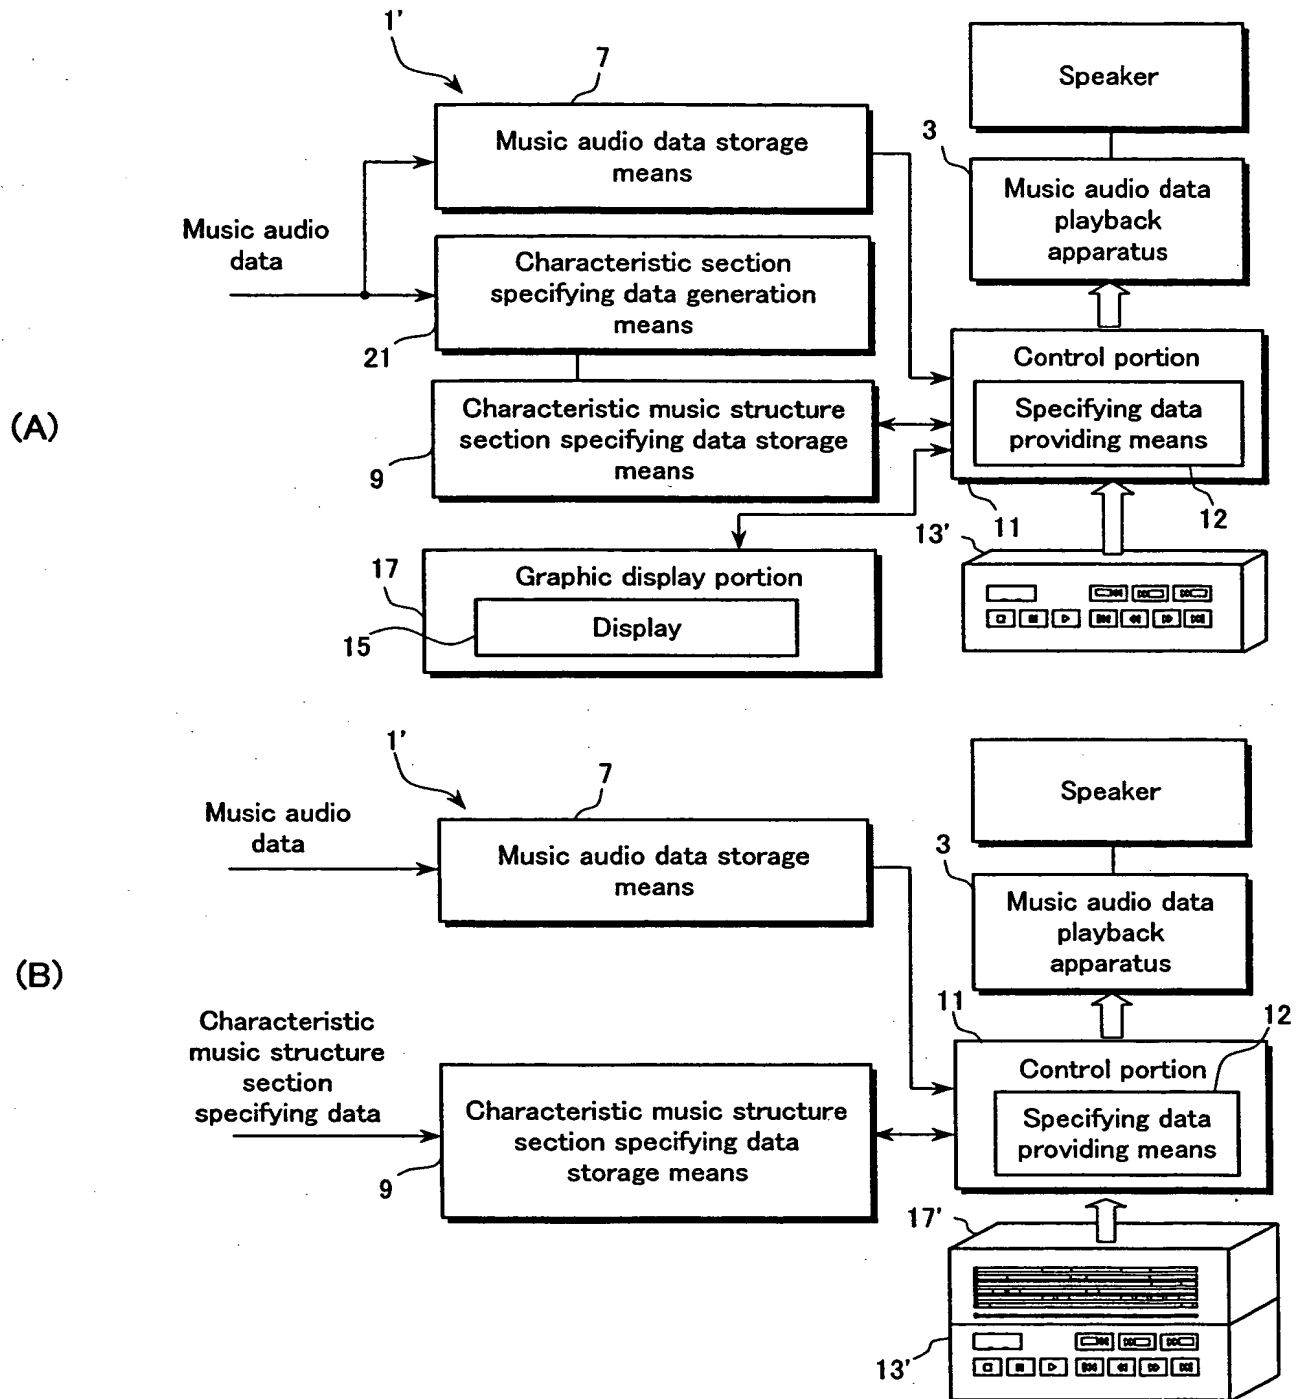 1'
7
Speaker
Music audio data storage
means
3
Music audio data
playback
apparatus
Music audio
data
Characteristic section
specifying data generation
means
21
Control portion
Specifying data
providing means
(A)
Characteristic music structure
section specifying data storage
means
9
11
12
13'
17
Graphic display portion
15
Display
1'
7
Speaker
Music audio
data
Music audio data storage
means
3
Music audio data
playback
apparatus
(B)
11
12
Characteristic
music structure
section
specifying data
Control portion
Specifying data
providing means
Characteristic music structure
section specifying data
storage means
9
17'
13'